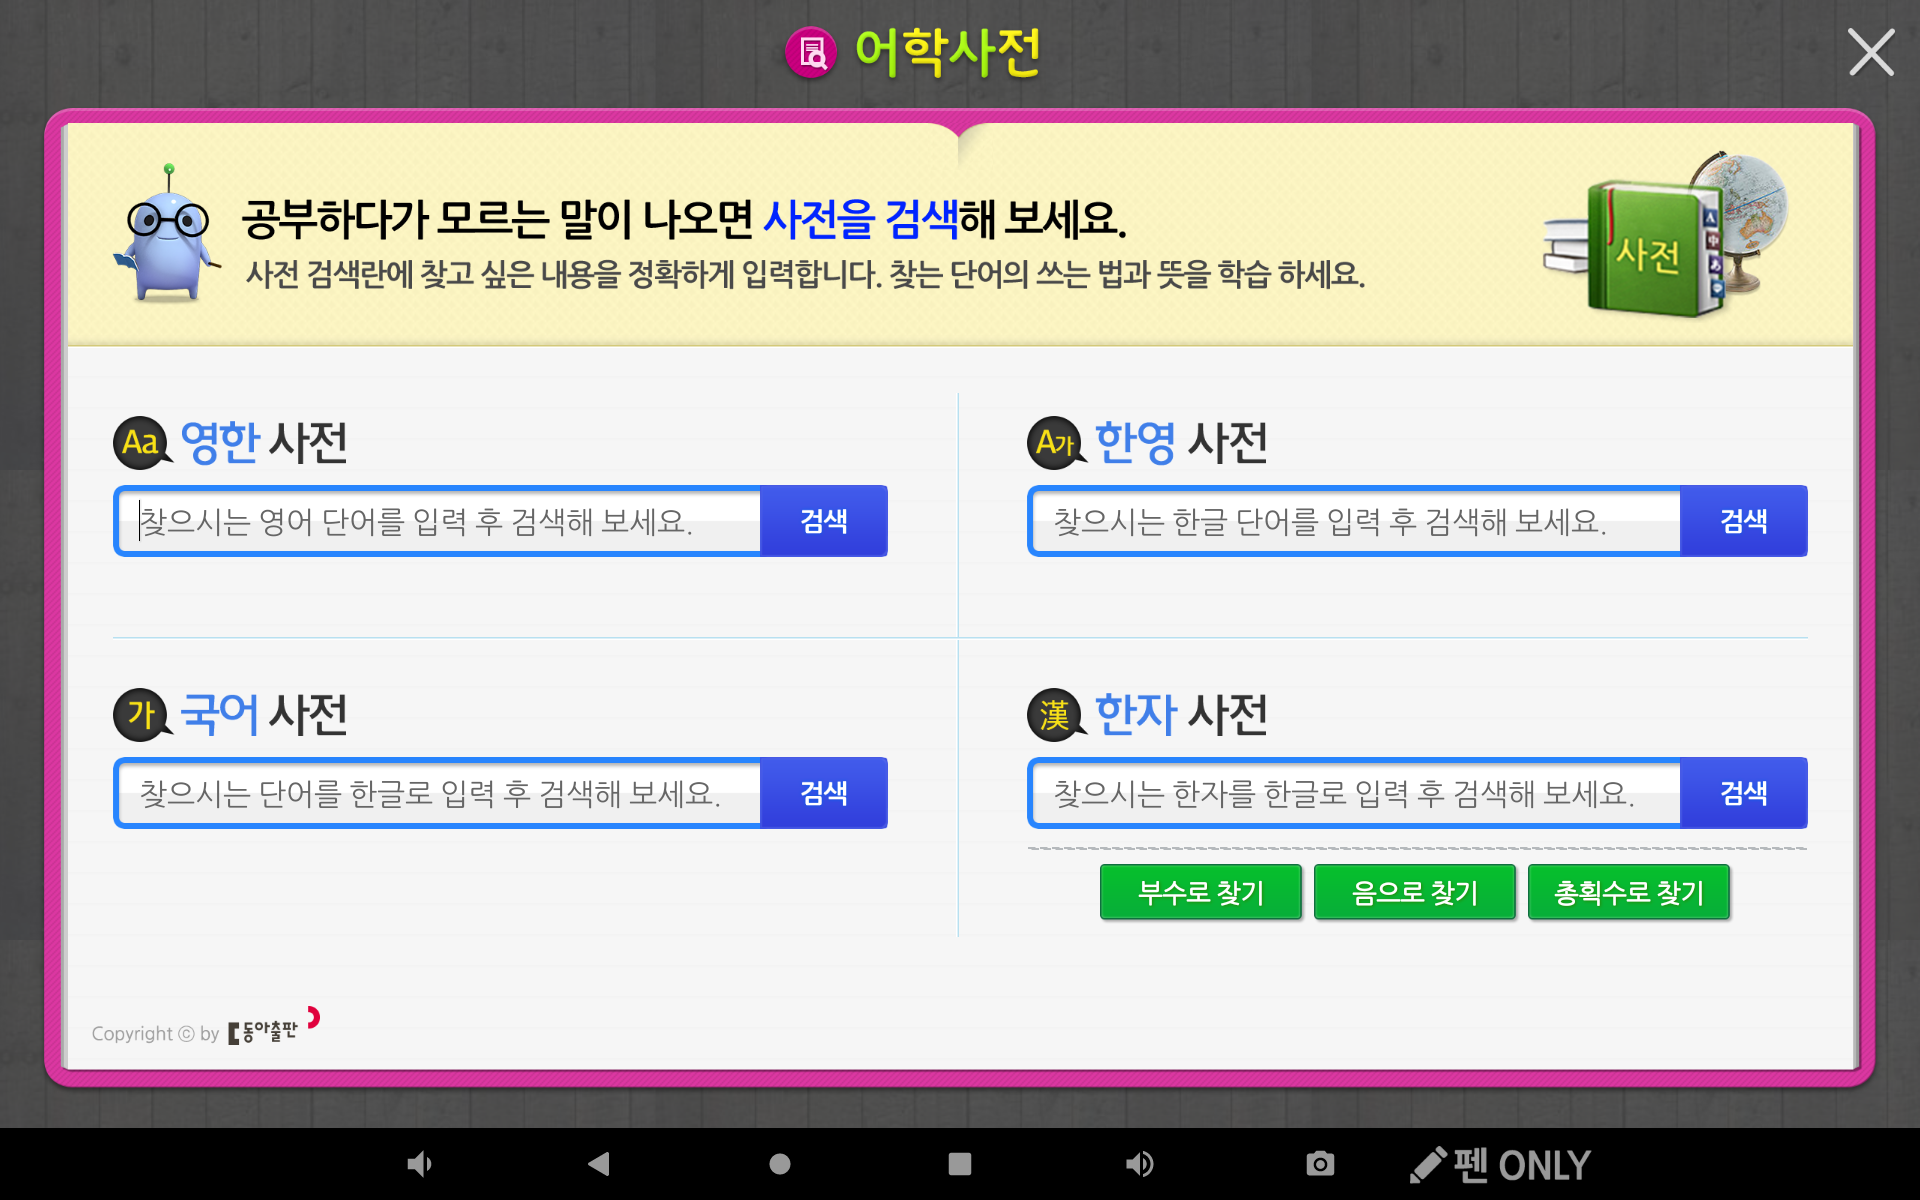 어학사전
공부하다가 모르는 말이 나오면 사전을 검색해 보세요.
사전 검색란에 찾고 싶은 내용을 정확하게 입력합니다. 찾는 단어의 쓰는 법과 뜻을 학습 하세요.
사전
A
中
あ
Aa 영한 사전
찾으시는 영어 단어를 입력 후 검색해 보세요.
검색
A가 한영 사전
찾으시는 한글 단어를 입력 후 검색해 보세요.
검색
가 국어 사전
찾으시는 단어를 한글로 입력 후 검색해 보세요.
검색
漢 한자 사전
찾으시는 한자를 한글로 입력 후 검색해 보세요.
검색
부수로 찾기
음으로 찾기
총획수로 찾기
Copyright ⓒ by 동아출판
펜 ONLY